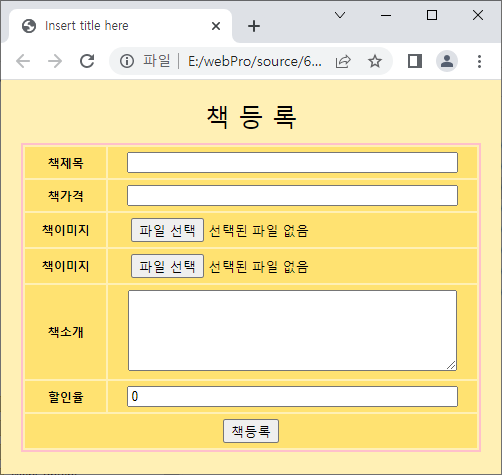 Insert title here
파일 E:/webPro/source/6...
책 등 록
책제목
책가격
책이미지 파일 선택 선택된 파일 없음
책이미지 파일 선택 선택된 파일 없음
책소개
할인율 0
책등록